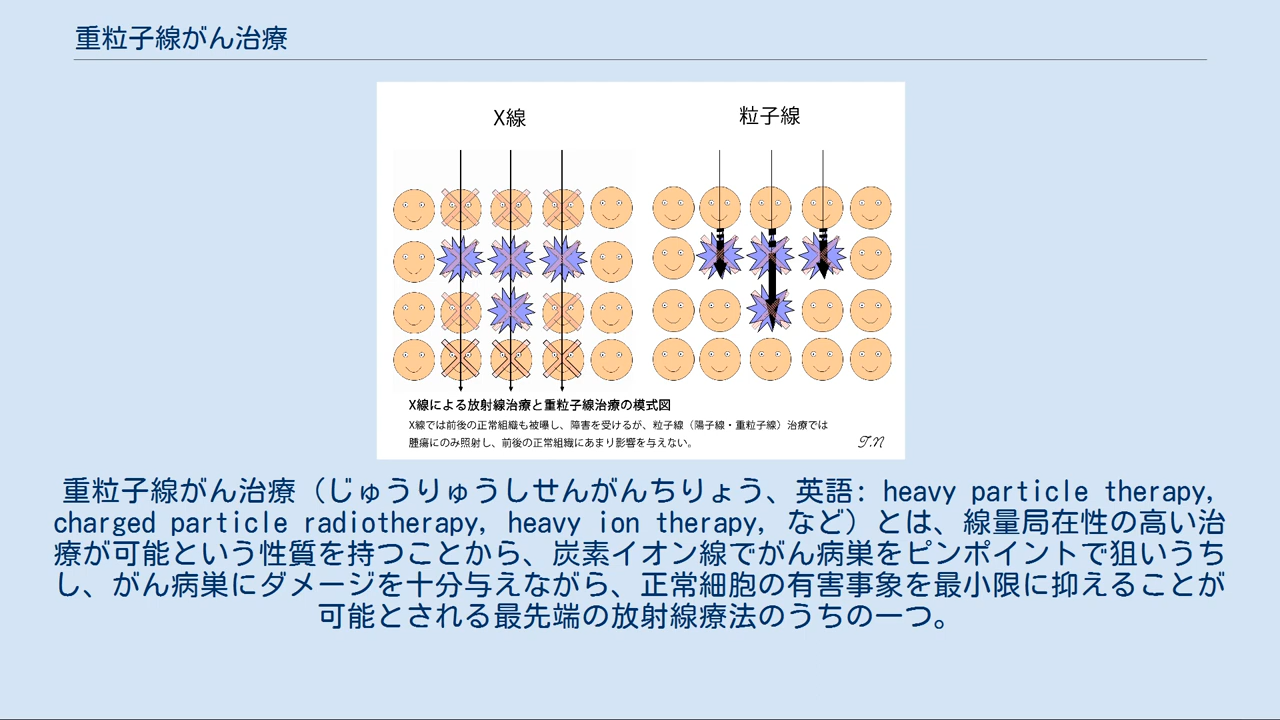 重粒子線がん治療
X線
粒子線
X線による放射線治療と重粒子線治療の模式図
X線では前後の正常組織も被曝し、障害を受けるが、粒子線（陽子線・重粒子線）治療では
腫瘍にのみ照射し、前後の正常組織にあまり影響を与えない。
T.N
重粒子線がん治療（じゅうりゅうしせんがんちりょう、英語: heavy particle therapy,
charged particle radiotherapy, heavy ion therapy, など）とは、線量局在性の高い治
療が可能という性質を持つことから、炭素イオン線でがん病巣をピンポイントで狙いうち
し、がん病巣にダメージを十分与えながら、正常細胞の有害事象を最小限に抑えることが
可能とされる最先端の放射線療法のうちの一つ。